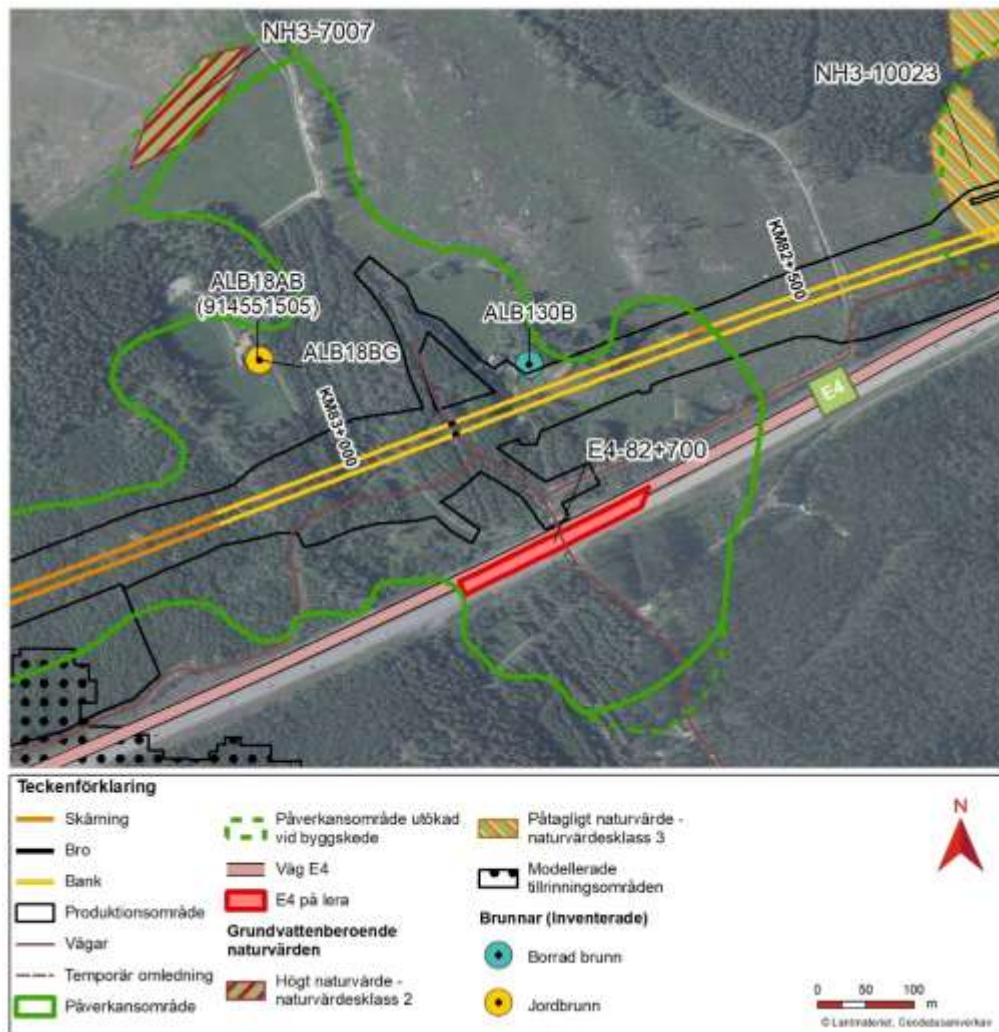 NH3-7007
NH3-10023
KM82+500
ALB18AB
(914551505)
ALB130B
ALB18BG
KM83+000
E4
E4-82+700
Teckenförklaring
Skärning
Bro
Bank
Produktionsområde
Vägar
Temporär omledning
Påverkansområde
Påverkansområde utökad
vid byggskede
Väg E4
E4 på lera
Grundvattenberoende
naturvärden
Högt naturvärde -
naturvärdesklass 2
Påtagligt naturvärde -
naturvärdesklass 3
Modellerade
tillrinningsområden
Brunnar (Inventerade)
Borrad brunn
Jordbrunn
N
0 50 100
m
© Lantmäteriet, Geodatasamverkan